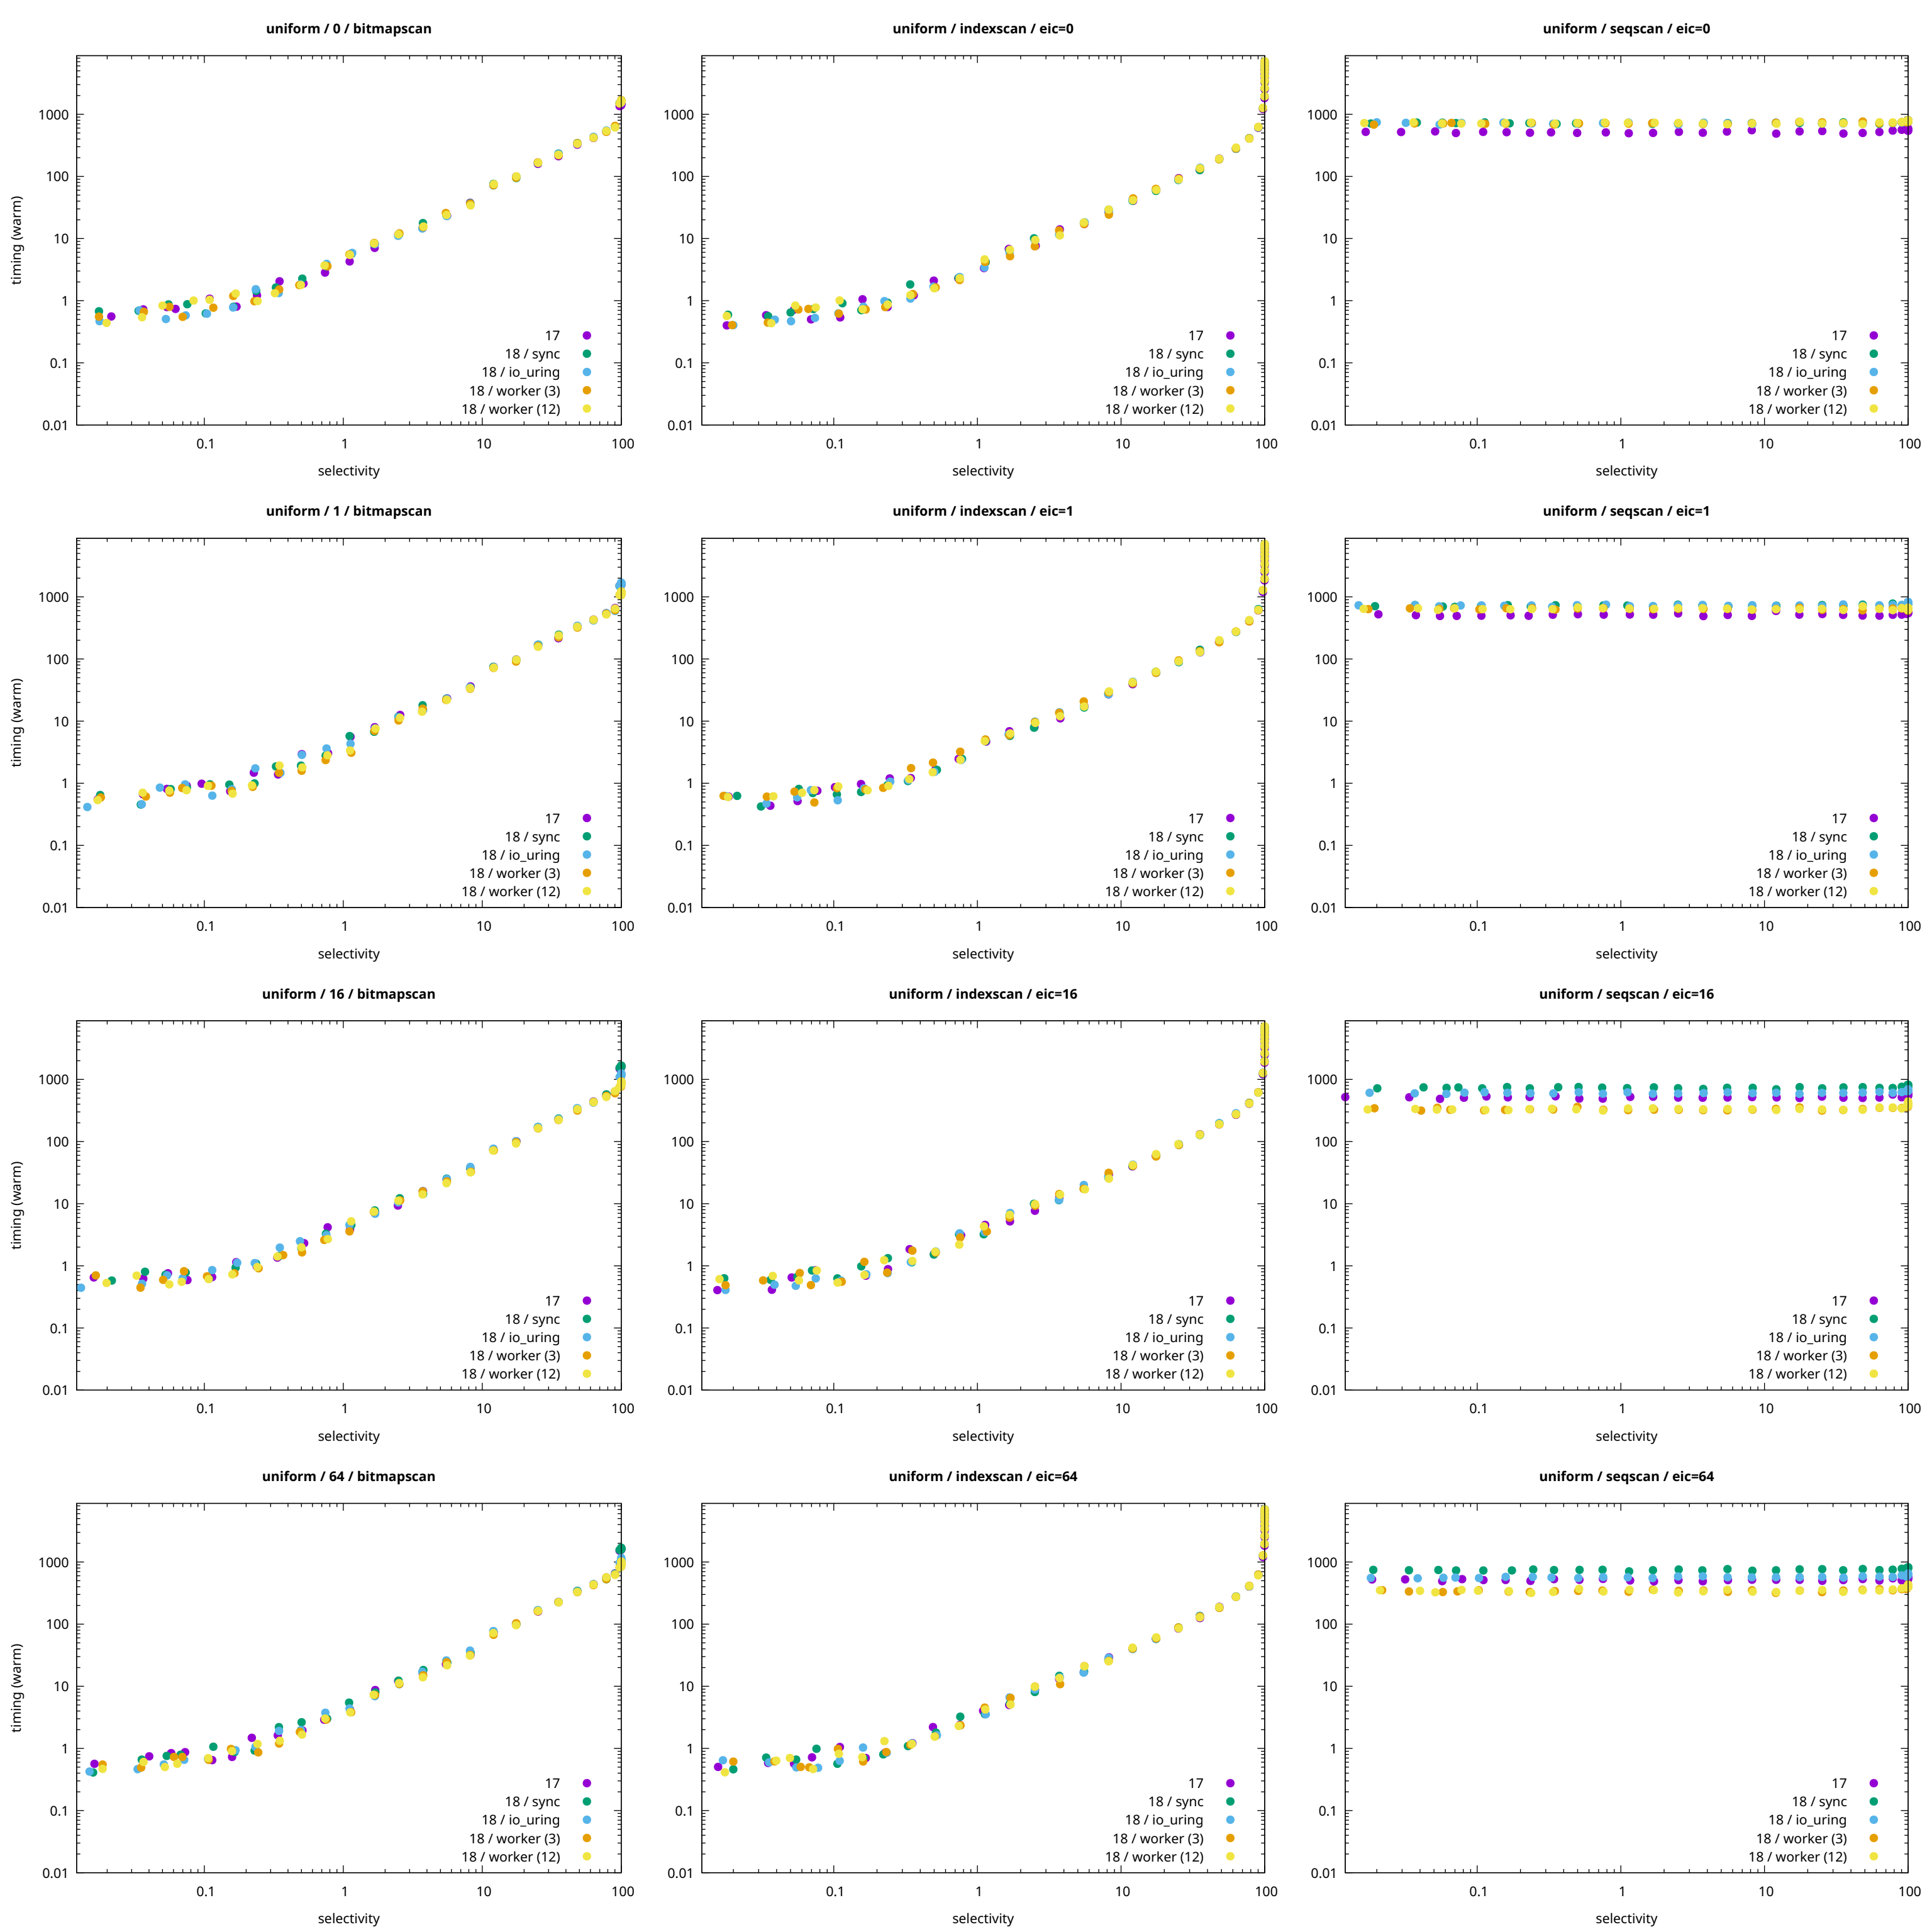 uniform / 0 / bitmapscan
timing (warm)
1000
100
10
1
0.1
0.01
17
18 / sync
18 / io_uring
18 / worker (3)
18 / worker (12)
0.1 1 10 100
selectivity
uniform / indexscan / eic=0
1000
100
10
1
0.1
0.01
17
18 / sync
18 / io_uring
18 / worker (3)
18 / worker (12)
0.1 1 10 100
selectivity
uniform / seqscan / eic=0
1000
100
10
1
0.1
0.01
17
18 / sync
18 / io_uring
18 / worker (3)
18 / worker (12)
0.1 1 10 100
selectivity
uniform / 1 / bitmapscan
timing (warm)
1000
100
10
1
0.1
0.01
17
18 / sync
18 / io_uring
18 / worker (3)
18 / worker (12)
0.1 1 10 100
selectivity
uniform / indexscan / eic=1
1000
100
10
1
0.1
0.01
17
18 / sync
18 / io_uring
18 / worker (3)
18 / worker (12)
0.1 1 10 100
selectivity
uniform / seqscan / eic=1
1000
100
10
1
0.1
0.01
17
18 / sync
18 / io_uring
18 / worker (3)
18 / worker (12)
0.1 1 10 100
selectivity
uniform / 16 / bitmapscan
timing (warm)
1000
100
10
1
0.1
0.01
17
18 / sync
18 / io_uring
18 / worker (3)
18 / worker (12)
0.1 1 10 100
selectivity
uniform / indexscan / eic=16
1000
100
10
1
0.1
0.01
17
18 / sync
18 / io_uring
18 / worker (3)
18 / worker (12)
0.1 1 10 100
selectivity
uniform / seqscan / eic=16
1000
100
10
1
0.1
0.01
17
18 / sync
18 / io_uring
18 / worker (3)
18 / worker (12)
0.1 1 10 100
selectivity
uniform / 64 / bitmapscan
timing (warm)
1000
100
10
1
0.1
0.01
17
18 / sync
18 / io_uring
18 / worker (3)
18 / worker (12)
0.1 1 10 100
selectivity
uniform / indexscan / eic=64
1000
100
10
1
0.1
0.01
17
18 / sync
18 / io_uring
18 / worker (3)
18 / worker (12)
0.1 1 10 100
selectivity
uniform / seqscan / eic=64
1000
100
10
1
0.1
0.01
17
18 / sync
18 / io_uring
18 / worker (3)
18 / worker (12)
0.1 1 10 100
selectivity